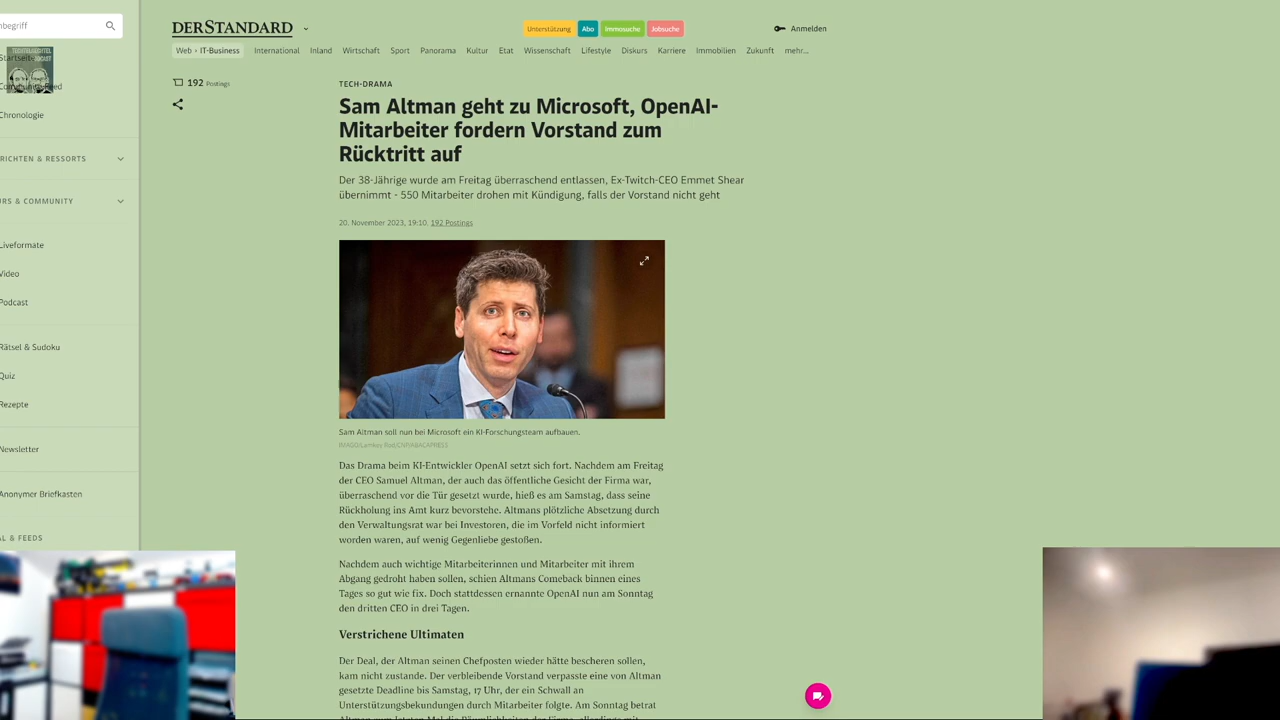 nbegriff
Startseite
Chronologie
RICHTEN & RESSORTS
RS & COMMUNITY
Liveformate
Video
Podcast
Rätsel & Sudoku
Quiz
Rezepte
Newsletter
Anonymer Briefkasten
AL & FEEDS
DERSTANDARD
Unterstützung
Abo
Immosuche
Jobsuche
Anmelden
Web › IT-Business
International
Inland
Wirtschaft
Sport
Panorama
Kultur
Etat
Wissenschaft
Lifestyle
Diskurs
Karriere
Immobilien
Zukunft
mehr...
192 Postings
TECH-DRAMA
Sam Altman geht zu Microsoft, OpenAI-
Mitarbeiter fordern Vorstand zum
Rücktritt auf
Der 38-Jährige wurde am Freitag überraschend entlassen, Ex-Twitch-CEO Emmet Shear
übernimmt - 550 Mitarbeiter drohen mit Kündigung, falls der Vorstand nicht geht
20. November 2023, 19:10, 192 Postings
Sam Altman soll nun bei Microsoft ein KI-Forschungsteam aufbauen.
Das Drama beim KI-Entwickler OpenAI setzt sich fort. Nachdem am Freitag
der CEO Samuel Altman, der auch das öffentliche Gesicht der Firma war,
überraschend vor die Tür gesetzt wurde, hieß es am Samstag, dass seine
Rückholung ins Amt kurz bevorstehe. Altmans plötzliche Absetzung durch
den Verwaltungsrat war bei Investoren, die im Vorfeld nicht informiert
worden waren, auf wenig Gegenliebe gestoßen.
Nachdem auch wichtige Mitarbeiterinnen und Mitarbeiter mit ihrem
Abgang gedroht haben sollen, schien Altmans Comeback binnen eines
Tages so gut wie fix. Doch stattdessen ernannte OpenAI nun am Sonntag
den dritten CEO in drei Tagen.
Verstrichene Ultimaten
Der Deal, der Altman seinen Chefposten wieder hätte bescheren sollen,
kam nicht zustande. Der verbleibende Vorstand verpasste eine von Altman
gesetzte Deadline bis Samstag, 17 Uhr, der ein Schwall an
Unterstützungsbekundungen durch Mitarbeiter folgte. Am Sonntag betrat